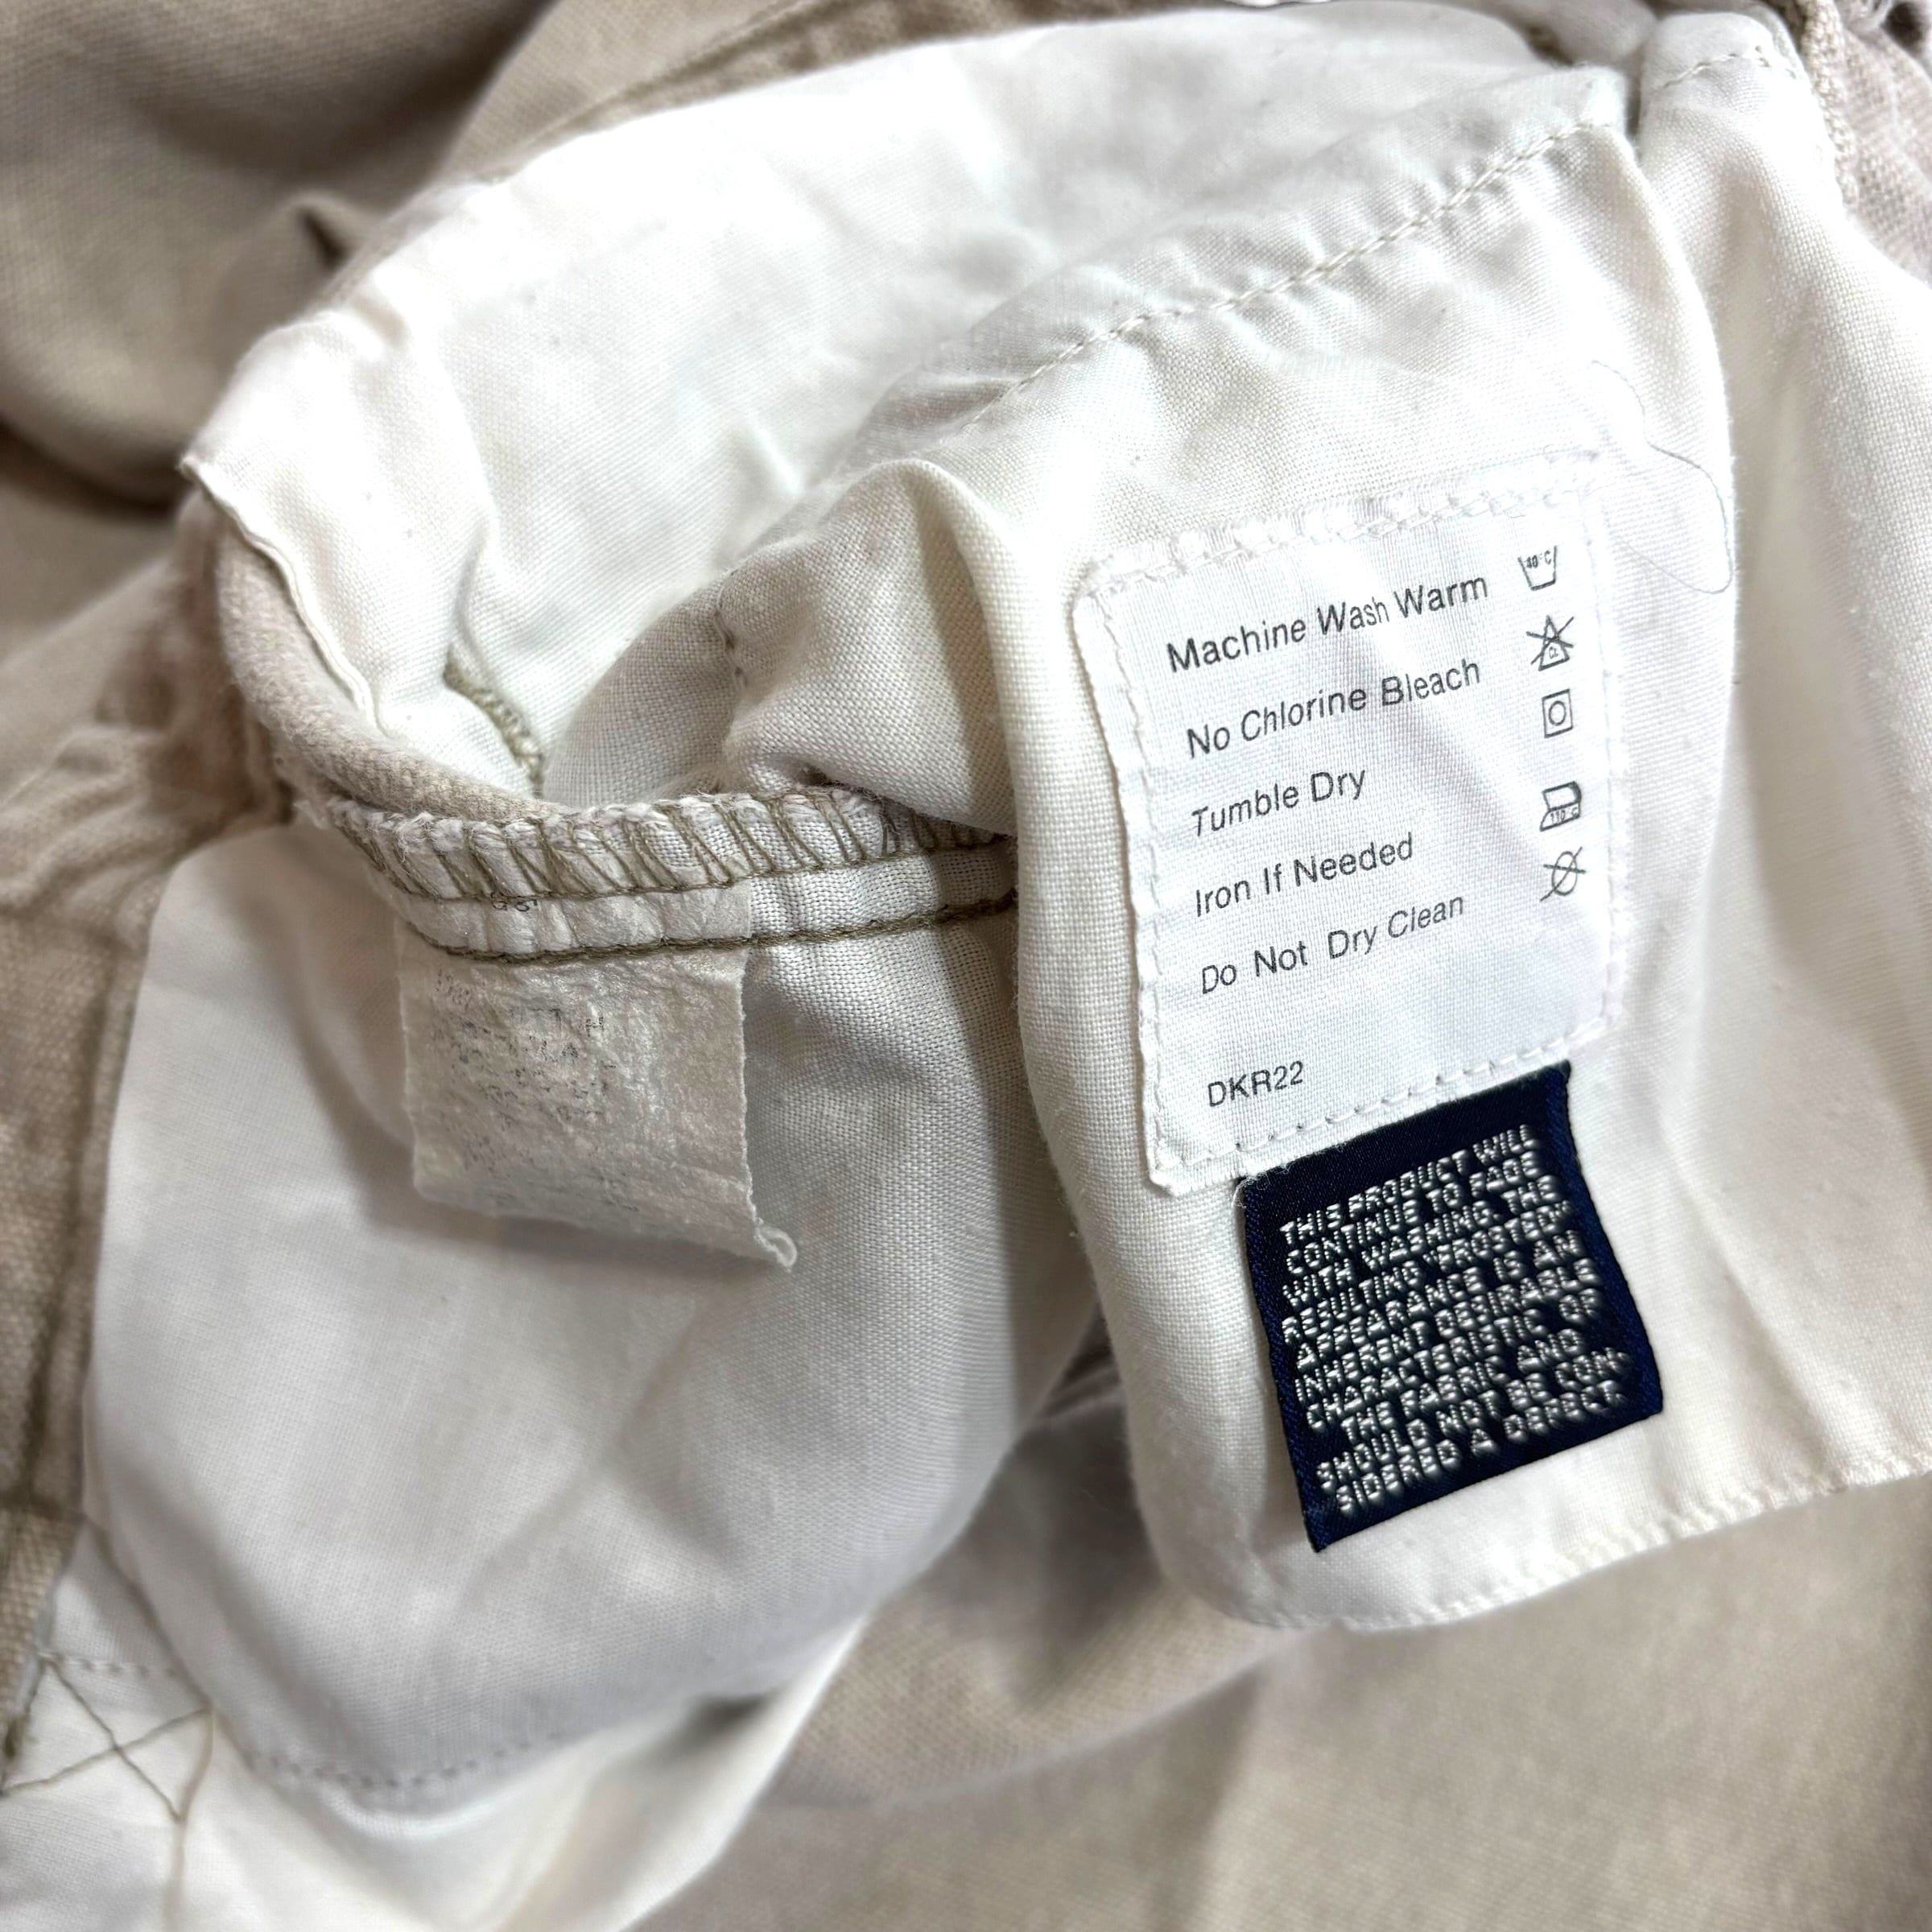 Machine Wash Warm 40°C
No Chlorine Bleach
Tumble Dry
Iron If Needed 110°C
Do Not Dry Clean
DKR22
THIS PRODUCT WILL
CONTINUE TO FADE
WITH WASHING. THE
RESULTING
APPEARANCE IS AN
INHERENT DESIRABLE
CHARACTERISTIC OF
THE FABRIC AND
SHOULD NOT BE CON-
SIDERED A DEFECT.